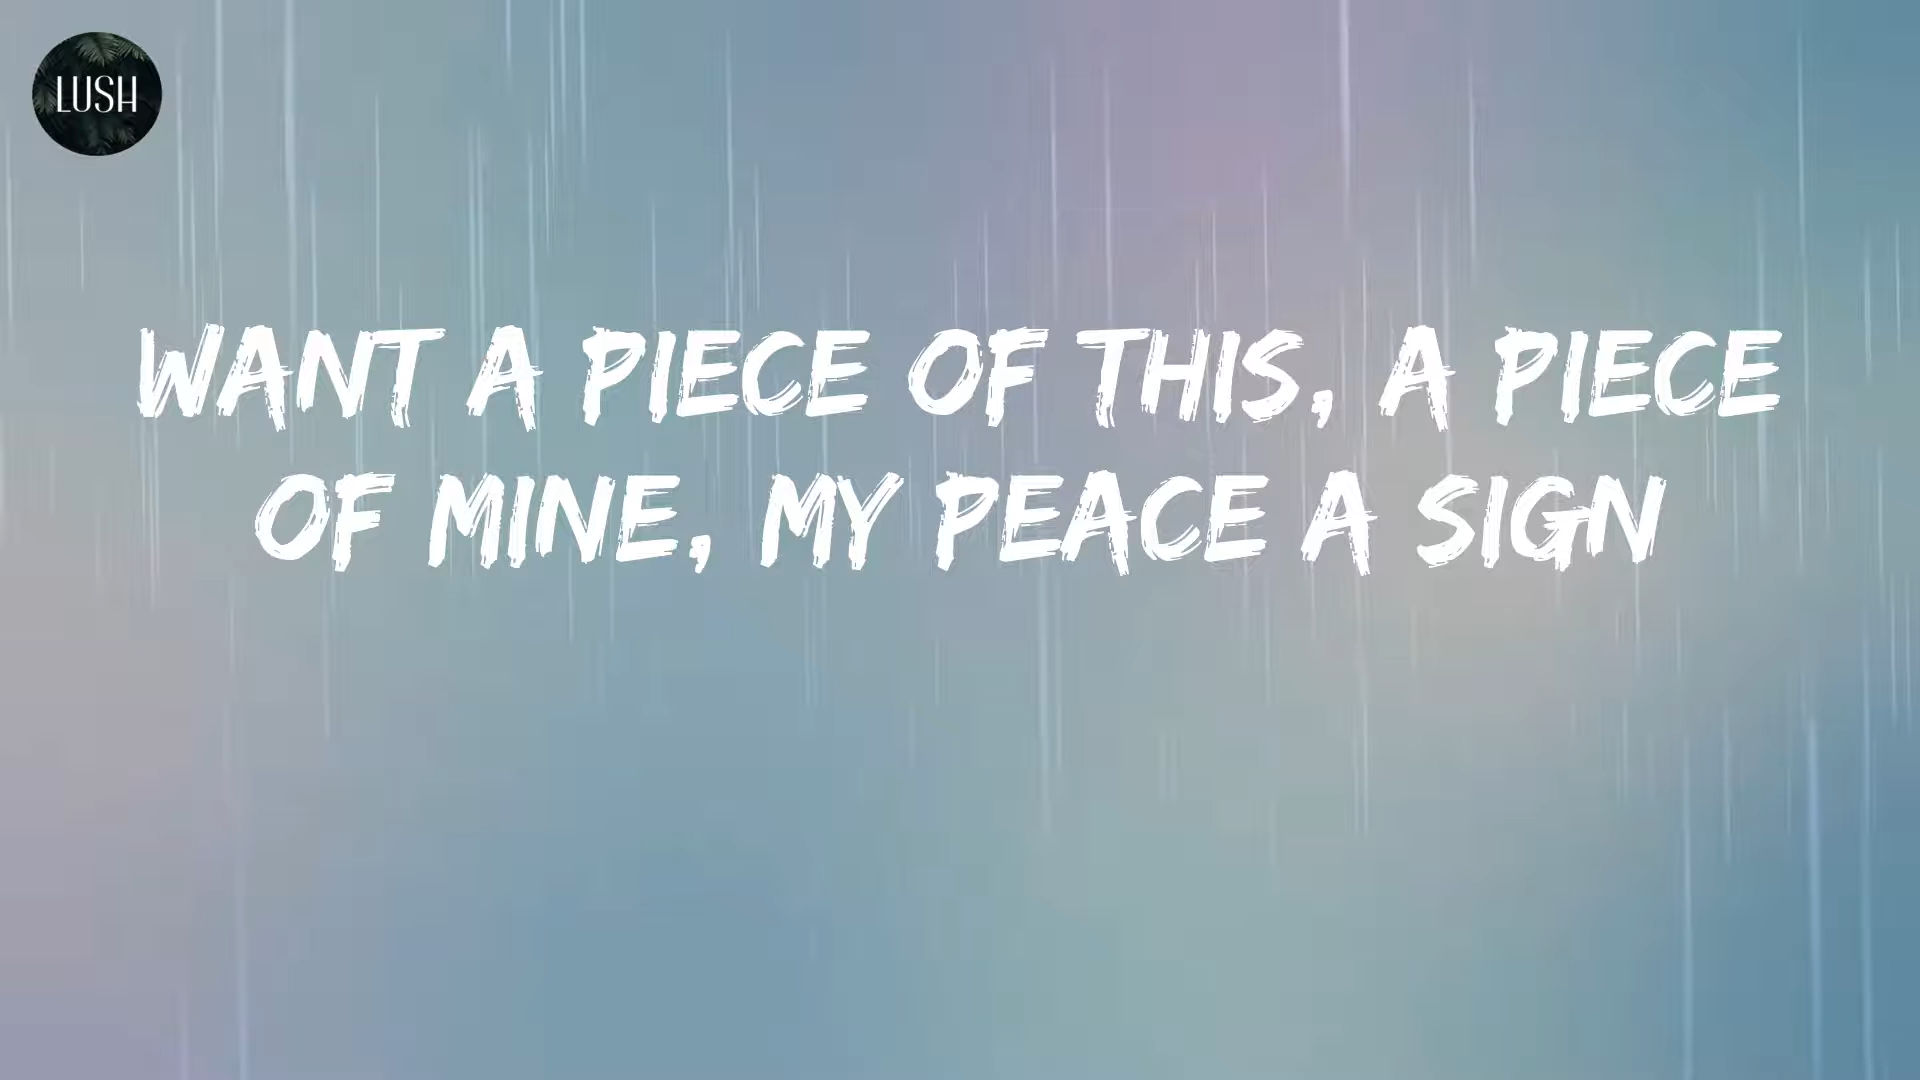 LUSH
WANT A PIECE OF THIS, A PIECE
OF MINE, MY PEACE A SIGN